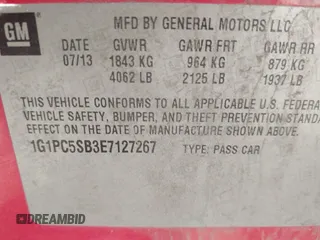 GM
MFD BY GENERAL MOTORS LLC
DATE GVWR GAWR FRT GAWR RR
07/13 1843 KG 964 KG 879 KG
4062 LB 2125 LB 1937 LB
THIS VEHICLE CONFORMS TO ALL APPLICABLE U.S. FEDERA
VEHICLE SAFETY, BUMPER, AND THEFT PREVENTION STANDA
IN EFFECT ON THE DATE OF MANUFACTURE SHOWN ABOVE.
1G1PC5SB3E7127267 TYPE: PASS CAR
DREAMBID